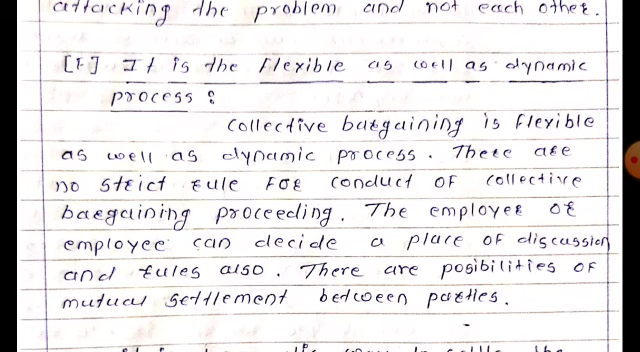 attacking the problem and not each other.
[F] It is the flexible as well as dynamic
process :
Collective bargaining is flexible
as well as dynamic process. There are
no strict rule for conduct of collective
bargaining proceeding. The employer or
employee can decide a place of discussion
and rules also. There are posibilities of
mutual settlement between parties.